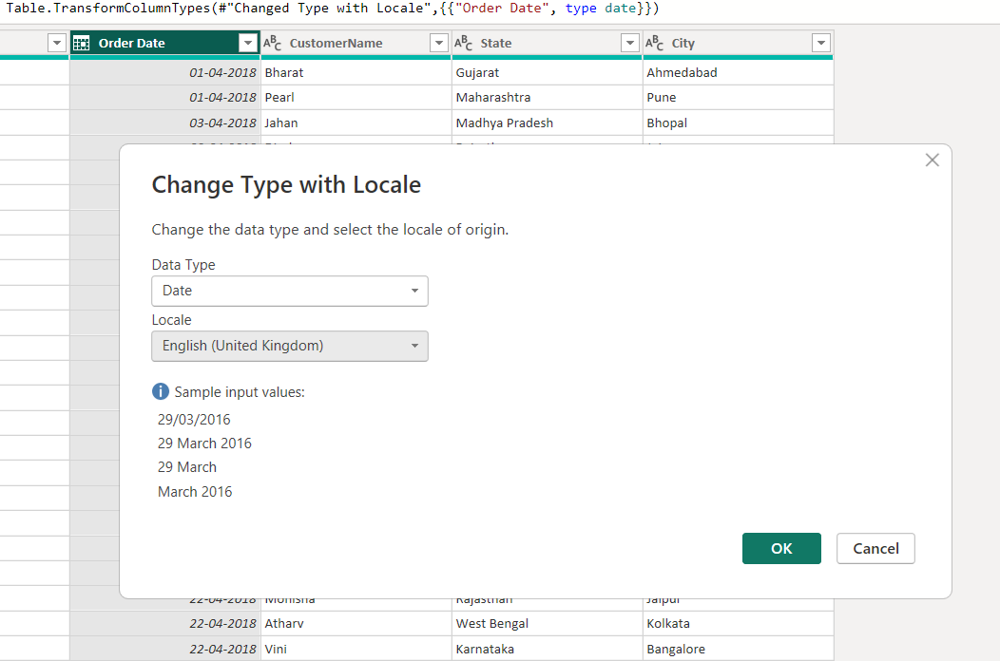 Table.TransformColumnTypes(#"Changed Type with Locale",{{"Order Date", type date}})
Order Date ABC CustomerName ABC State ABC City
01-04-2018 Bharat Gujarat Ahmedabad
01-04-2018 Pearl Maharashtra Pune
03-04-2018 Jahan Madhya Pradesh Bhopal
Change Type with Locale
Change the data type and select the locale of origin.
Data Type
Date
Locale
English (United Kingdom)
Sample input values:
29/03/2016
29 March 2016
29 March
March 2016
OK Cancel
22-04-2018 Monisha Rajasthan Jaipur
22-04-2018 Atharv West Bengal Kolkata
22-04-2018 Vini Karnataka Bangalore